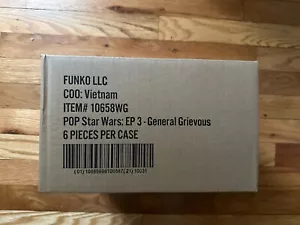 FUNKO LLC
COO: Vietnam
ITEM# 10658WG
POP Star Wars: EP 3 - General Grievous
6 PIECES PER CASE